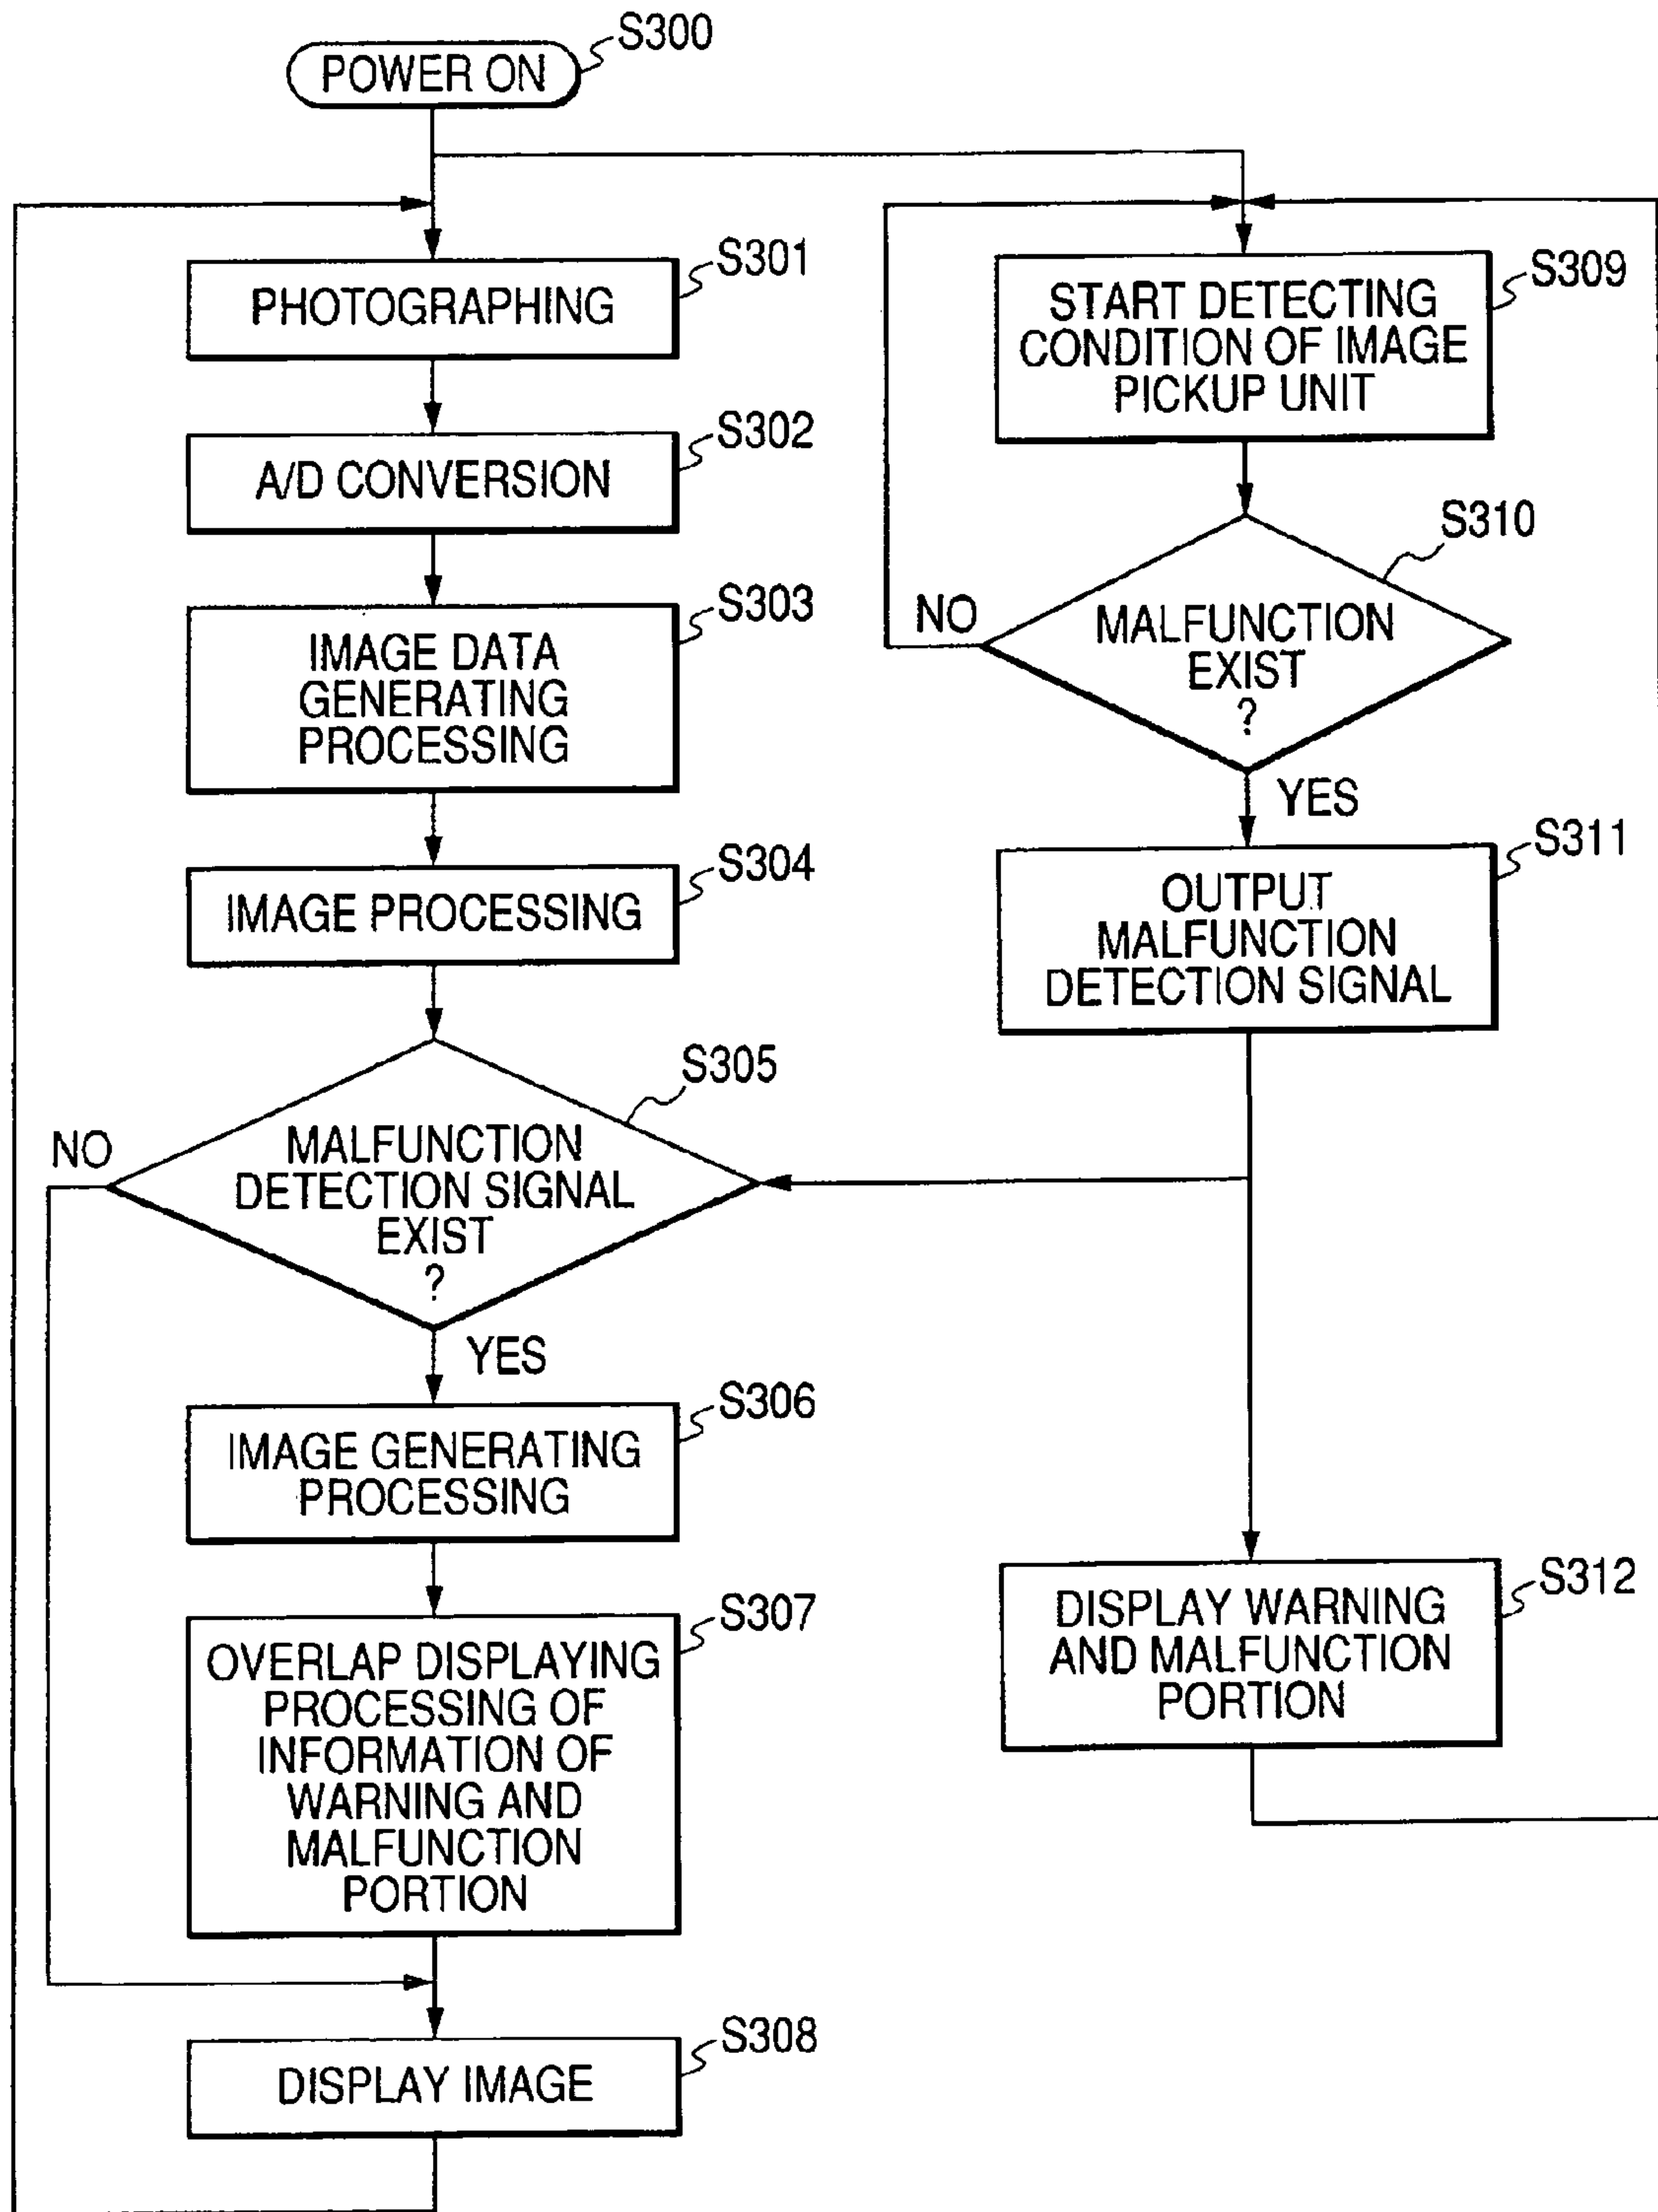 POWER ON
S300
S301
PHOTOGRAPHING
S302
A/D CONVERSION
S303
IMAGE DATA
GENERATING
PROCESSING
S304
IMAGE PROCESSING
S305
NO
MALFUNCTION
DETECTION SIGNAL
EXIST
?
YES
S306
IMAGE GENERATING
PROCESSING
S307
OVERLAP DISPLAYING
PROCESSING OF
INFORMATION OF
WARNING AND
MALFUNCTION
PORTION
S308
DISPLAY IMAGE
S309
START DETECTING
CONDITION OF IMAGE
PICKUP UNIT
S310
NO
MALFUNCTION
EXIST
?
YES
S311
OUTPUT
MALFUNCTION
DETECTION SIGNAL
S312
DISPLAY WARNING
AND MALFUNCTION
PORTION